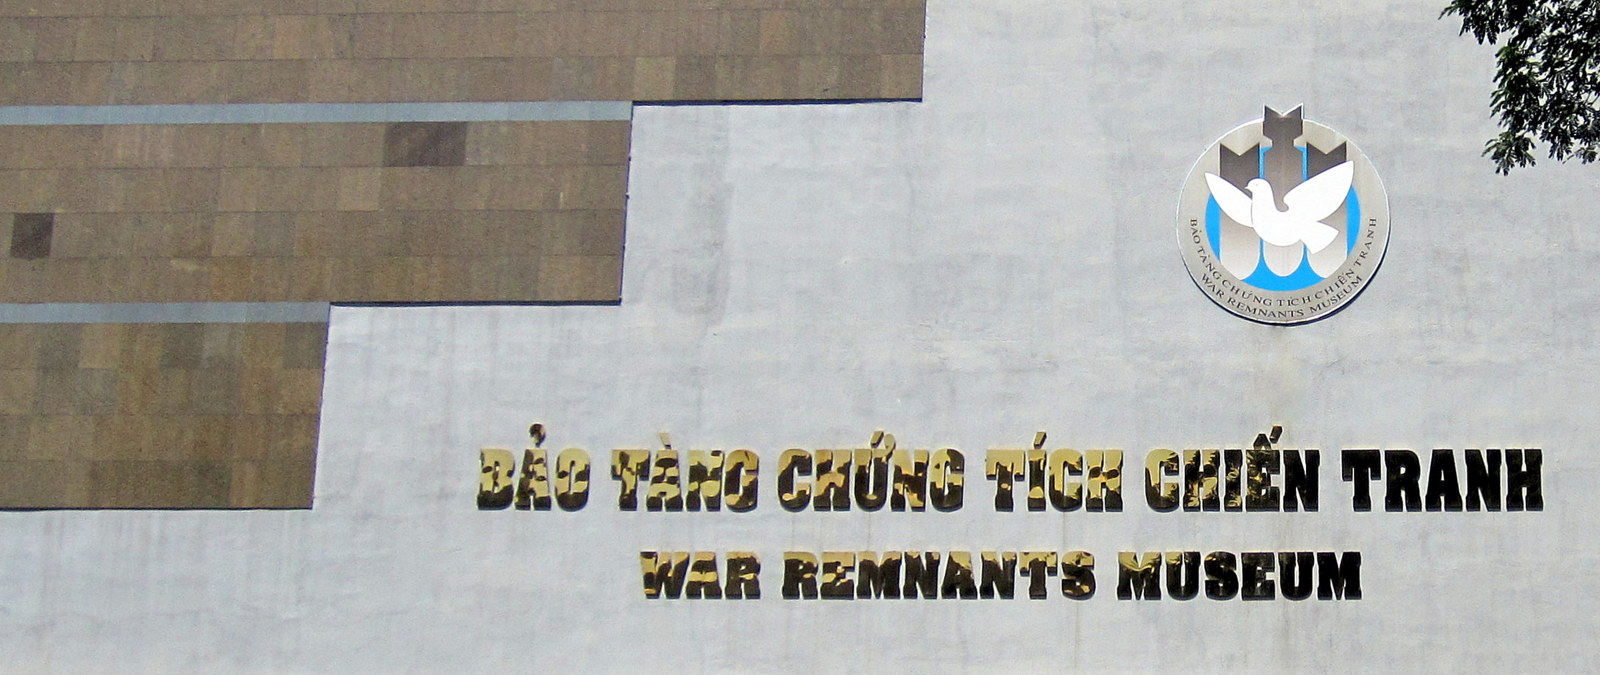 BẢO TÀNG CHỨNG TÍCH CHIẾN TRANH
WAR REMNANTS MUSEUM
BẢO TÀNG CHỨNG TÍCH CHIẾN TRANH
WAR REMNANTS MUSEUM